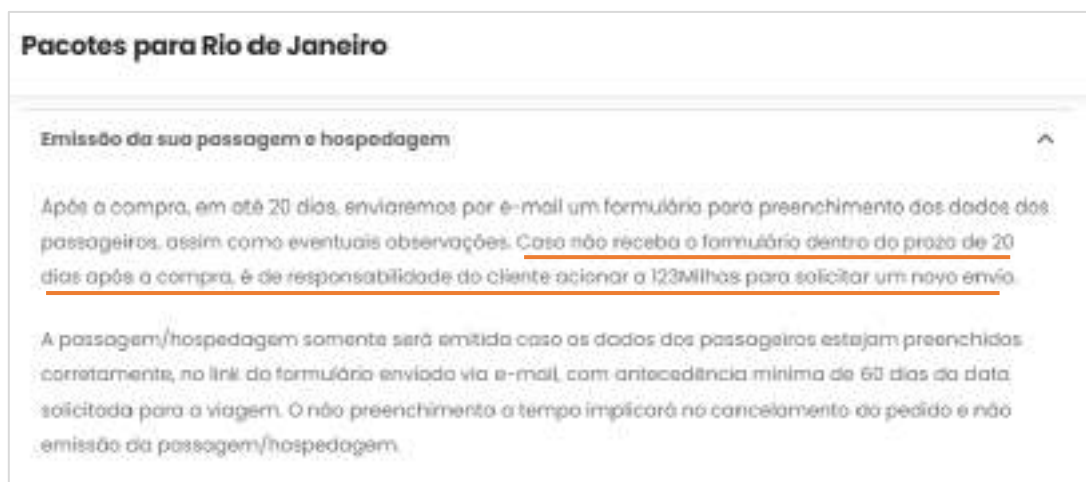 Pacotes para Rio de Janeiro
Emissão da sua passagem e hospedagem
Após a compra, em até 20 dias, enviaremos por e-mail um formulário para preenchimento dos dados dos
passageiros, assim como eventuais observações. Caso não receba o formulário dentro do prazo de 20
dias após a compra, é de responsabilidade do cliente acionar a 123Milhas para solicitar um novo envio.
A passagem/hospedagem somente será emitida caso os dados dos passageiros estejam preenchidos
corretamente, no link do formulário enviado via e-mail, com antecedência mínima de 60 dias da data
solicitada para a viagem. O não preenchimento a tempo implicará no cancelamento do pedido e não
emissão da passagem/hospedagem.